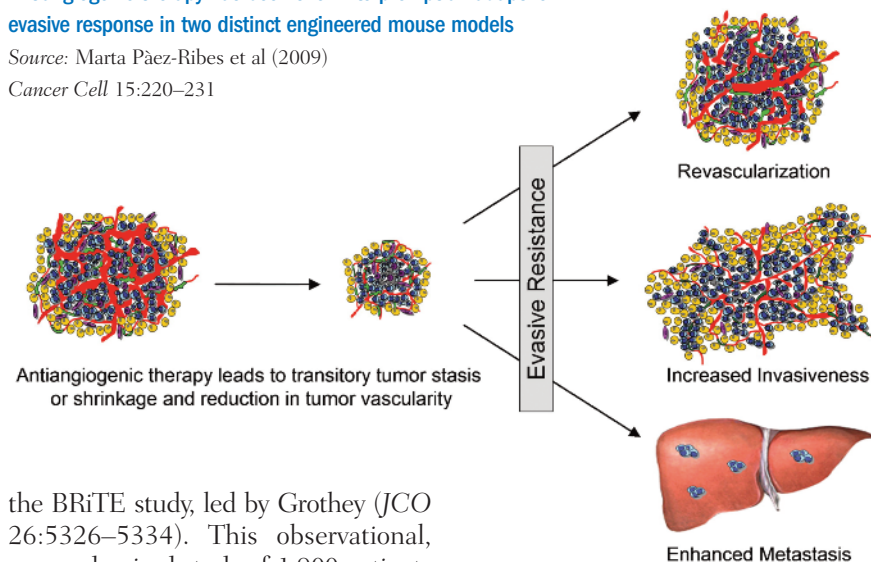 evasive response in two distinct engineered mouse models
Source: Marta Pàez-Ribes et al (2009)
Cancer Cell 15:220–231
Revascularization
Evasive Resistance
Antiangiogenic therapy leads to transitory tumor stasis
or shrinkage and reduction in tumor vascularity
Increased Invasiveness
Enhanced Metastasis
the BRiTE study, led by Grothey (JCO
26:5326–5334). This observational,